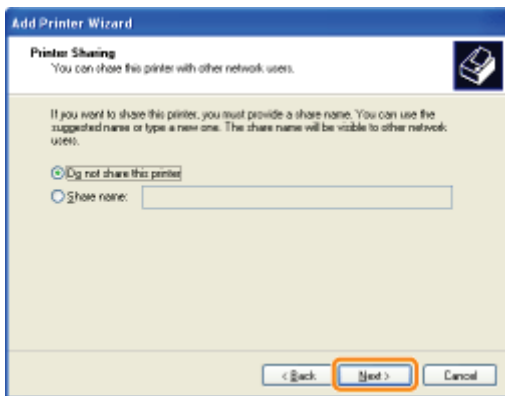 Add Printer Wizard
Printer Sharing
You can share this printer with other network users.
If you want to share this printer, you must provide a share name. You can use the
suggested name or type a new one. The share name will be visible to other network
users.
Do not share this printer
Share name:
< Back
Next >
Cancel